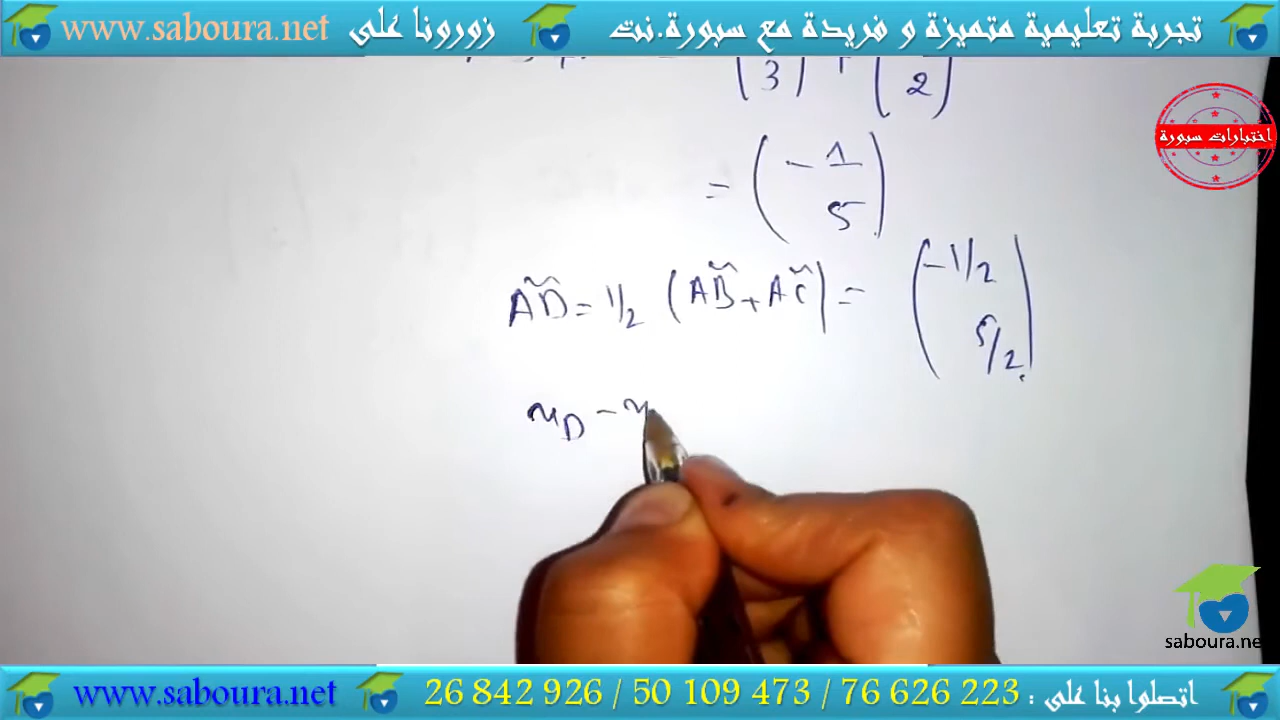 تجربة تعليمية متميزة و فريدة مع سبورة.نت زورونا على www.saboura.net
3 ) + ( 2 )
اختبارات سبورة
= ( -1
5 )
AD = 1/2 (AB + AC) = ( -1/2
5/2 )
x_D - x
saboura.ne
اتصلوا بنا على : 26 842 926 / 50 109 473 / 76 626 223 www.saboura.net